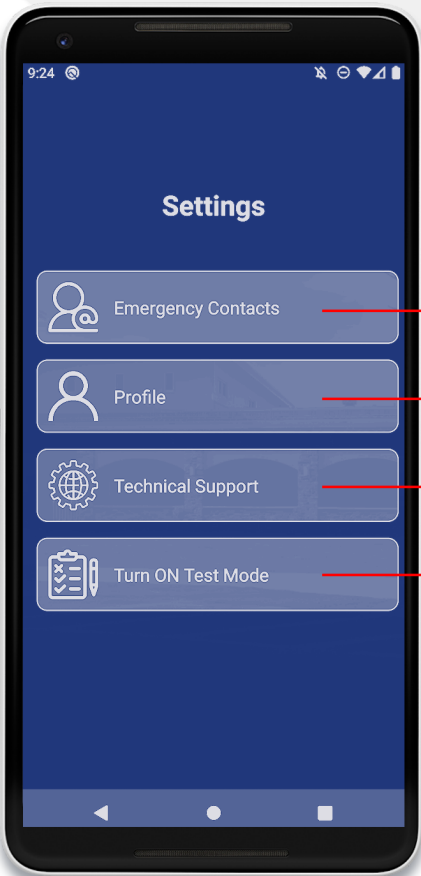 9:24
Settings
Emergency Contacts
Profile
Technical Support
Turn ON Test Mode